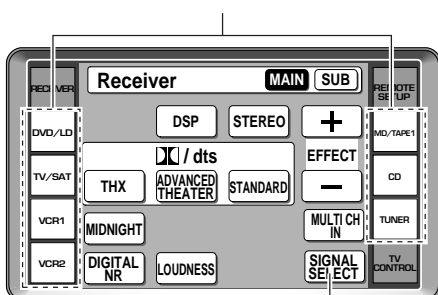 RECEIVER
Receiver
MAIN
SUB
REMOTE
SETUP
DVD/LD
DSP
STEREO
+
MD/TAPE1
/ dts
EFFECT
TV/SAT
THX
ADVANCED
THEATER
STANDARD
–
CD
VCR1
MIDNIGHT
MULTI CH
IN
TUNER
VCR2
DIGITAL
NR
LOUDNESS
SIGNAL
SELECT
TV
CONTROL